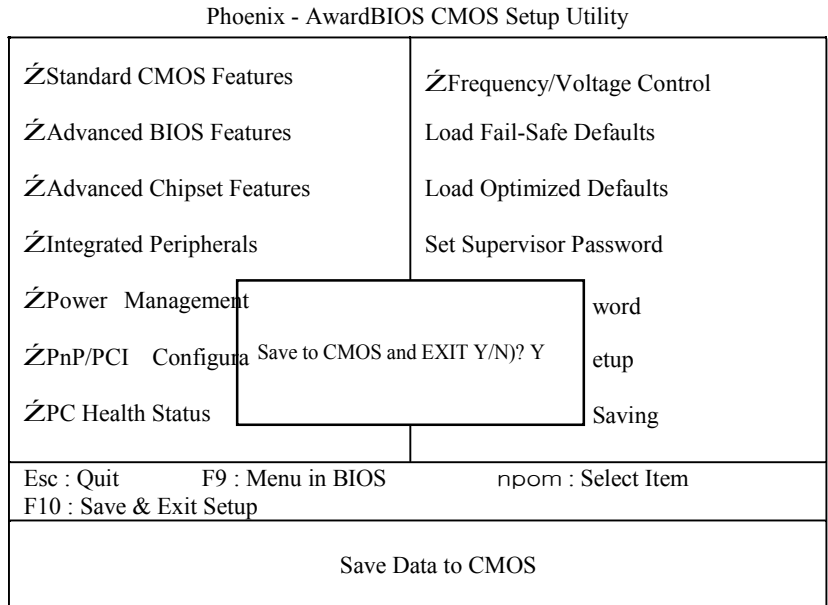 Phoenix - AwardBIOS CMOS Setup Utility
ŹStandard CMOS Features
ŹAdvanced BIOS Features
ŹAdvanced Chipset Features
ŹIntegrated Peripherals
ŹPower Management
ŹPnP/PCI Configura
ŹPC Health Status
ŹFrequency/Voltage Control
Load Fail-Safe Defaults
Load Optimized Defaults
Set Supervisor Password
word
etup
Saving
Save to CMOS and EXIT Y/N)? Y
Esc : Quit F9 : Menu in BIOS npom : Select Item
F10 : Save & Exit Setup
Save Data to CMOS